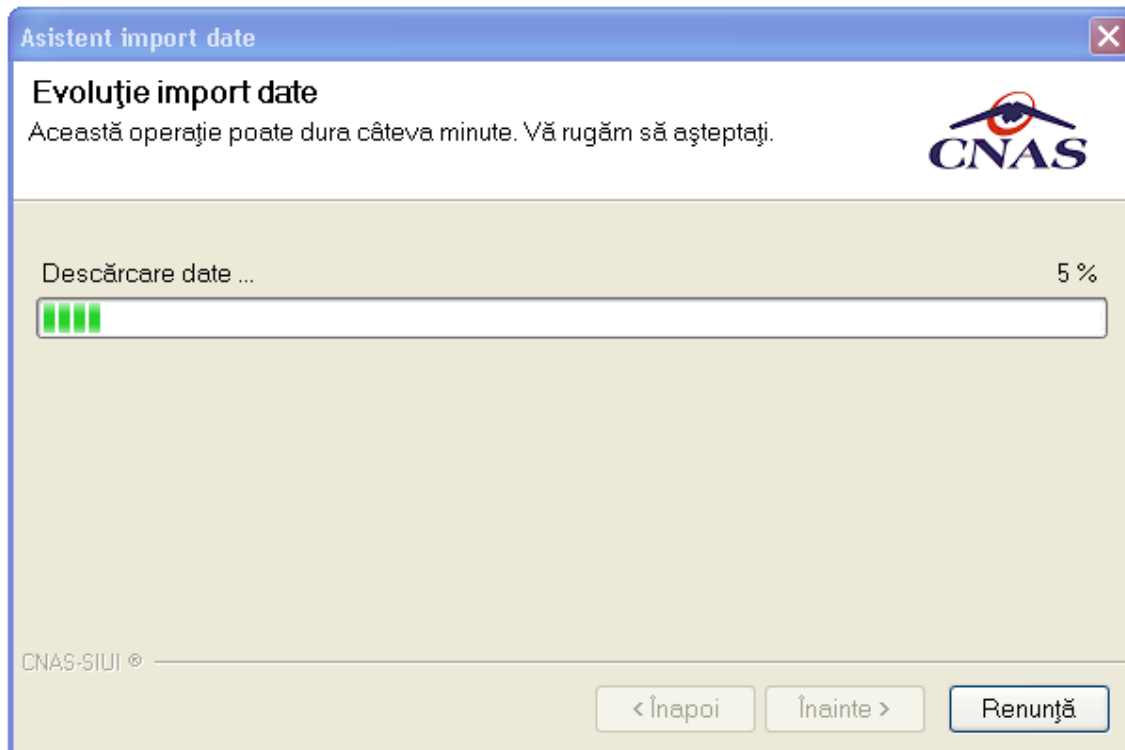 Asistent import date
Evoluţie import date
Această operaţie poate dura câteva minute. Vă rugăm să aşteptaţi.
CNAS
Descărcare date ... 5 %
CNAS-SIUI ®
< Înapoi Înainte > Renunţă